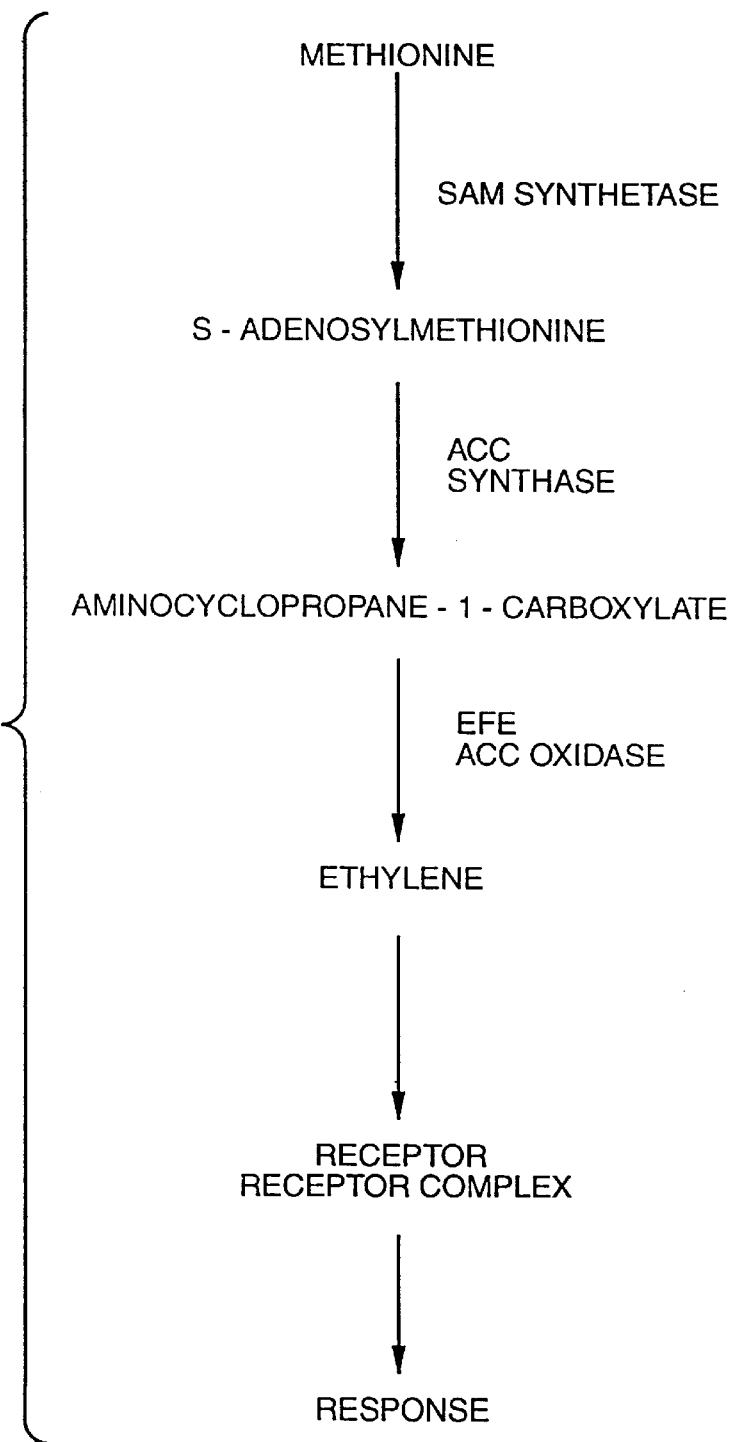 METHIONINE
SAM SYNTHETASE
S - ADENOSYLMETHIONINE
ACC
SYNTHASE
AMINOCYCLOPROPANE - 1 - CARBOXYLATE
EFE
ACC OXIDASE
ETHYLENE
RECEPTOR
RECEPTOR COMPLEX
RESPONSE